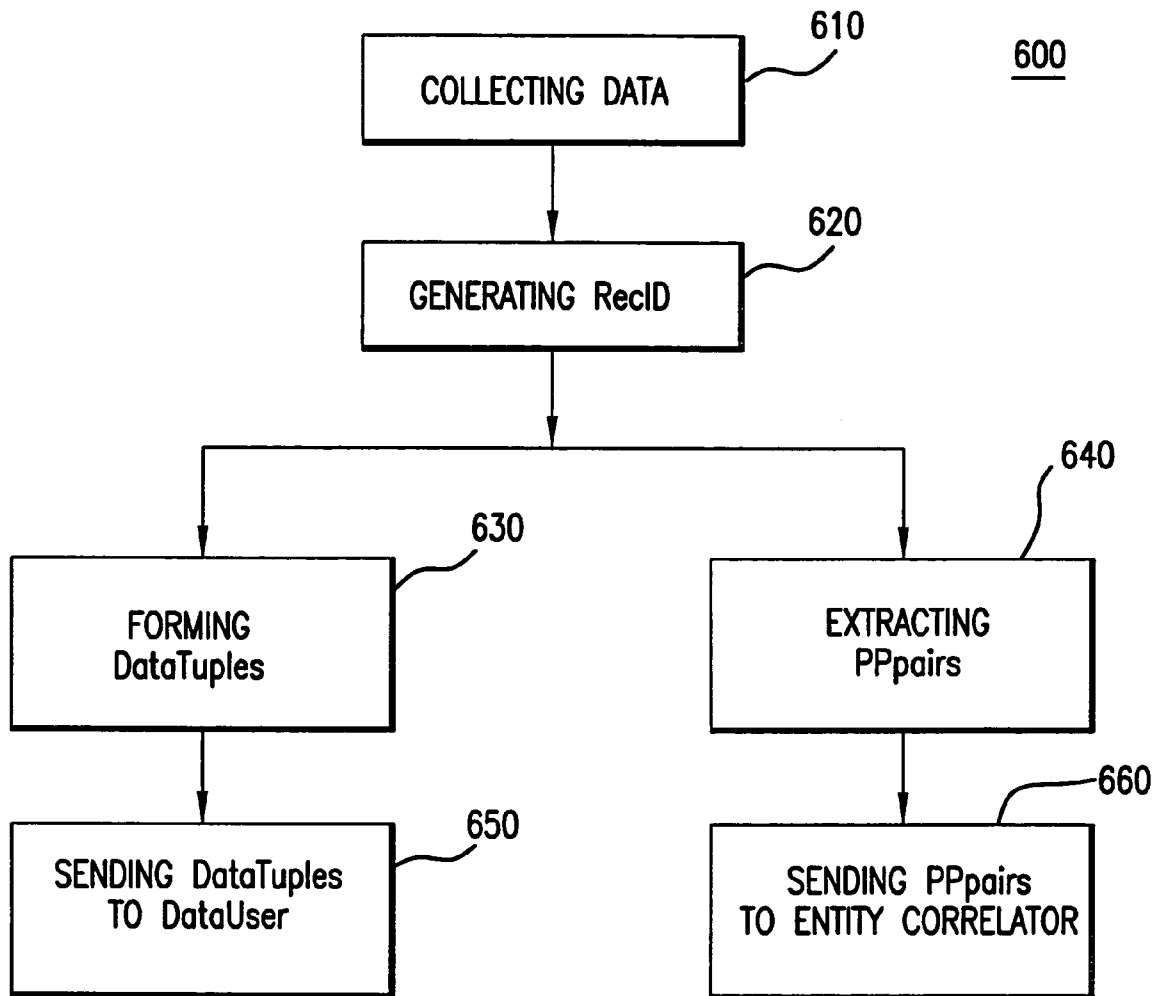 610
600
COLLECTING DATA
620
GENERATING RecID
640
630
FORMING
DataTuples
EXTRACTING
PPpairs
660
650
SENDING DataTuples
TO DataUser
SENDING PPpairs
TO ENTITY CORRELATOR